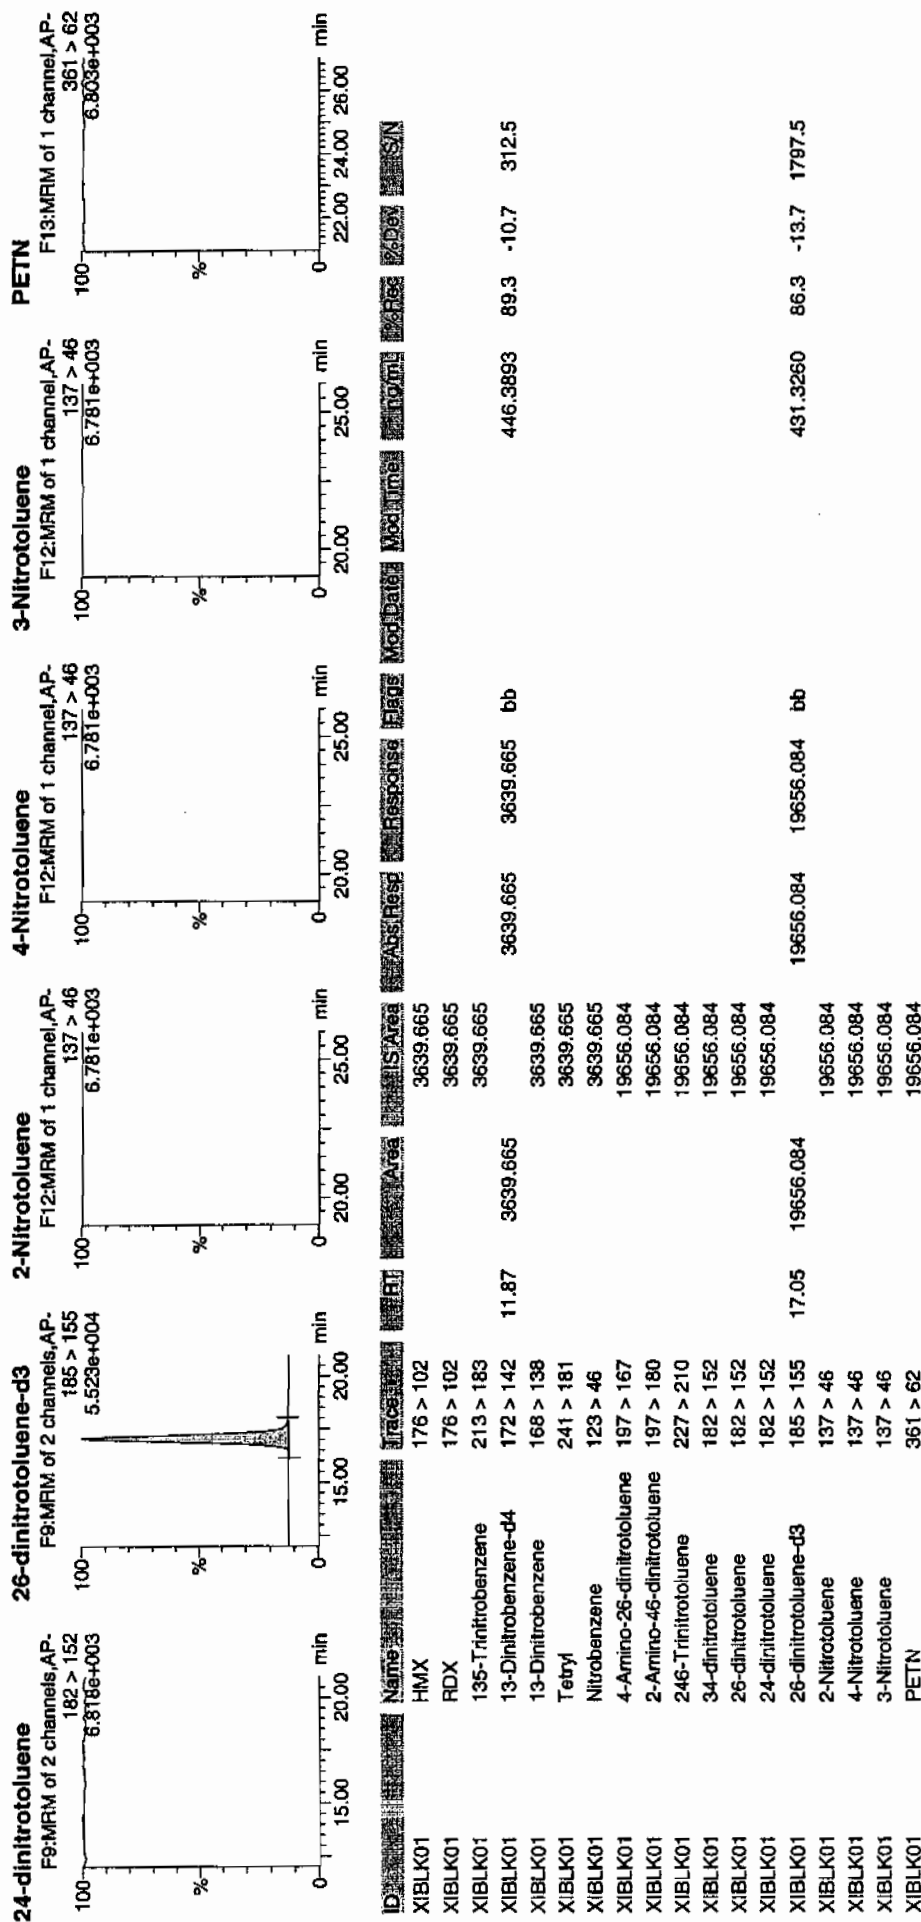 24-dinitrotoluene
F9:MRM of 2 channels,AP-
182 > 152
6.818e+003
100
%
0
15.00
20.00
min
26-dinitrotoluene-d3
F9:MRM of 2 channels,AP-
185 > 155
5.523e+004
100
%
0
15.00
20.00
min
2-Nitrotoluene
F12:MRM of 1 channel,AP-
137 > 46
6.781e+003
100
%
0
20.00
25.00
min
4-Nitrotoluene
F12:MRM of 1 channel,AP-
137 > 46
6.781e+003
100
%
0
20.00
25.00
min
3-Nitrotoluene
F12:MRM of 1 channel,AP-
137 > 46
6.781e+003
100
%
0
20.00
25.00
min
PETN
F13:MRM of 1 channel,AP-
361 > 62
6.803e+003
100
%
0
22.00
24.00
26.00
min
ID Name Trace RT Area IS Area Abs.Resp Response Flags Mod.Date Mod.Time ng/mL %Rec %Dev S/N
XIBLK01 HMX 176 > 102 3639.665
XIBLK01 RDX 176 > 102 3639.665
XIBLK01 135-Trinitrobenzene 213 > 183 3639.665
XIBLK01 13-Dinitrobenzene-d4 172 > 142 11.87 3639.665 3639.665 3639.665 bb 446.3893 89.3 -10.7 312.5
XIBLK01 13-Dinitrobenzene 168 > 138 3639.665
XIBLK01 Tetryl 241 > 181 3639.665
XIBLK01 Nitrobenzene 123 > 46 3639.665
XIBLK01 4-Amino-26-dinitrotoluene 197 > 167 19656.084
XIBLK01 2-Amino-46-dinitrotoluene 197 > 180 19656.084
XIBLK01 246-Trinitrotoluene 227 > 210 19656.084
XIBLK01 34-dinitrotoluene 182 > 152 19656.084
XIBLK01 26-dinitrotoluene 182 > 152 19656.084
XIBLK01 24-dinitrotoluene 182 > 152 19656.084
XIBLK01 26-dinitrotoluene-d3 185 > 155 17.05 19656.084 19656.084 19656.084 bb 431.3260 86.3 -13.7 1797.5
XIBLK01 2-Nitrotoluene 137 > 46 19656.084
XIBLK01 4-Nitrotoluene 137 > 46 19656.084
XIBLK01 3-Nitrotoluene 137 > 46 19656.084
XIBLK01 PETN 361 > 62 19656.084